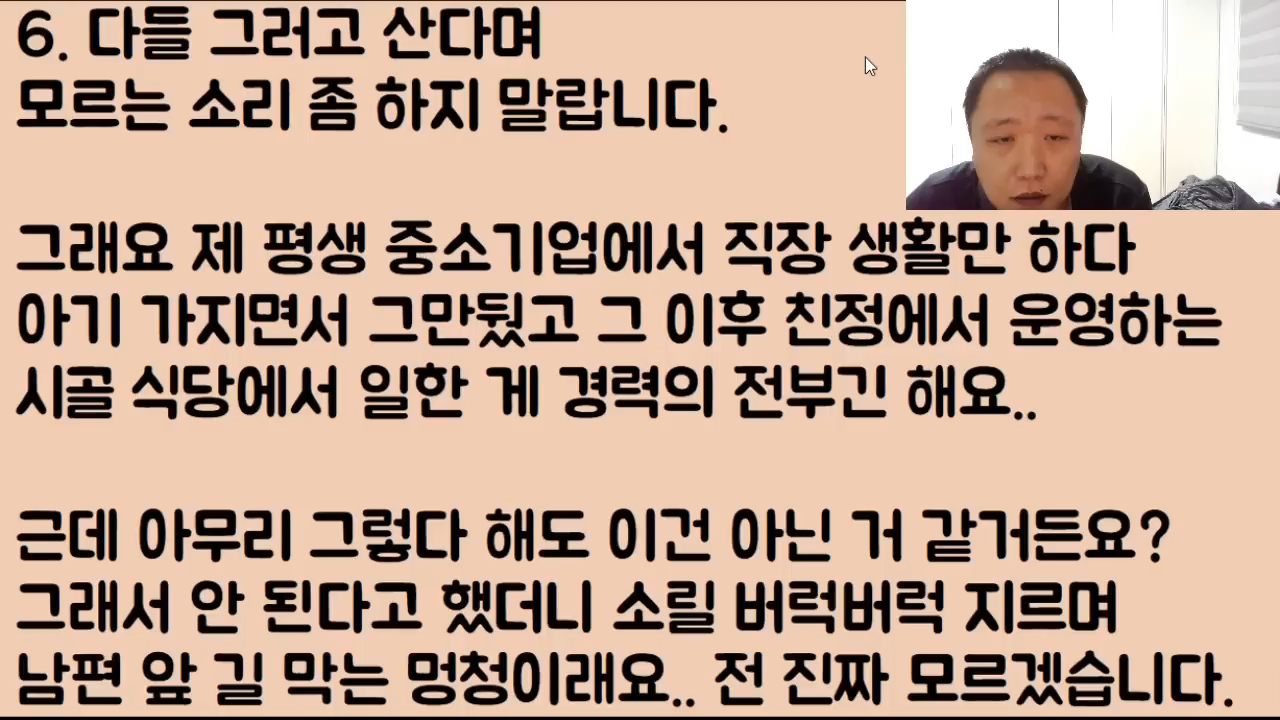 6. 다들 그러고 산다며
모르는 소리 좀 하지 말랍니다.
그래요 제 평생 중소기업에서 직장 생활만 하다
아기 가지면서 그만뒀고 그 이후 친정에서 운영하는
시골 식당에서 일한 게 경력의 전부긴 해요..
근데 아무리 그렇다 해도 이건 아닌 거 같거든요?
그래서 안 된다고 했더니 소릴 버럭버럭 지르며
남편 앞 길 막는 멍청이래요.. 전 진짜 모르겠습니다.